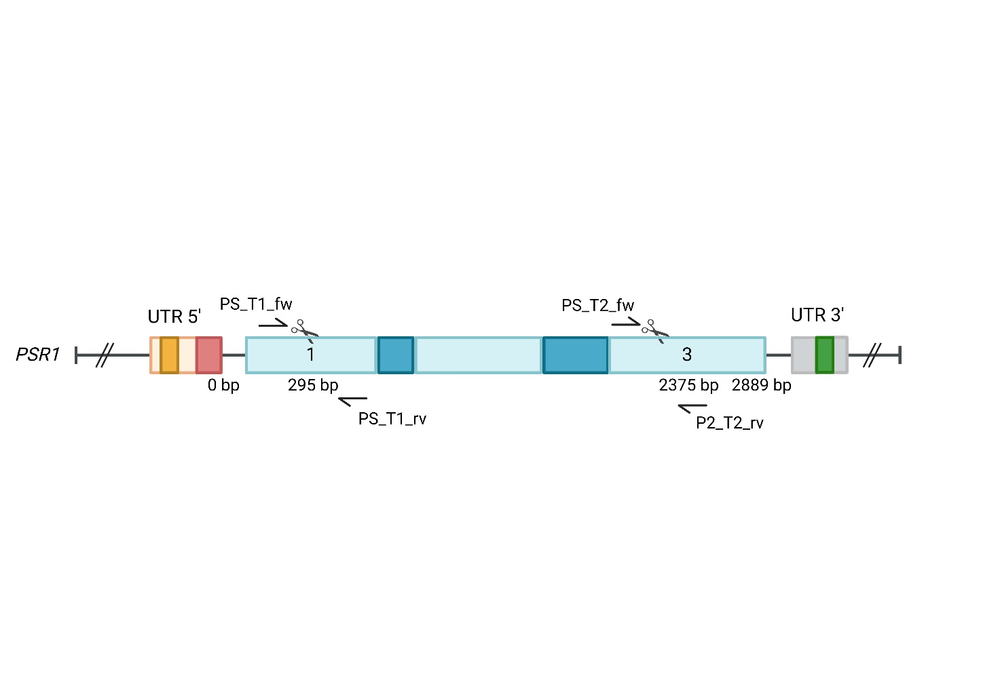 PS_T1_fw
PS_T2_fw
UTR 5'
UTR 3'
PSR1
1
3
0 bp
295 bp
2375 bp
2889 bp
PS_T1_rv
P2_T2_rv